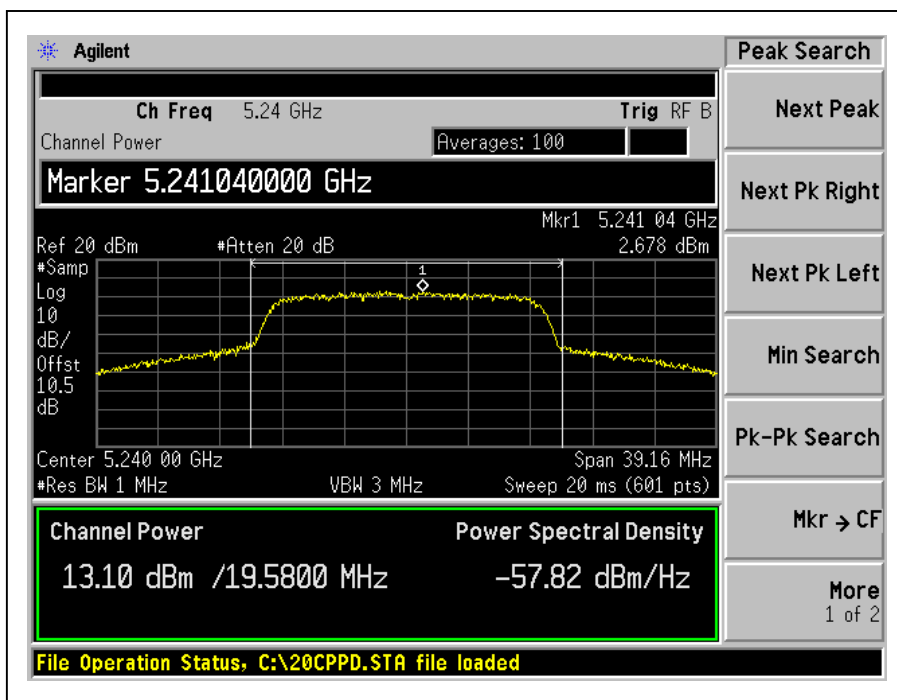 Agilent
Peak Search
Ch Freq 5.24 GHz Trig RF B
Channel Power Averages: 100
Marker 5.241040000 GHz
Mkr1 5.241 04 GHz
Ref 20 dBm #Atten 20 dB 2.678 dBm
#Samp
Log
10
dB/
Offst
10.5
dB
1
Center 5.240 00 GHz Span 39.16 MHz
#Res BW 1 MHz VBW 3 MHz Sweep 20 ms (601 pts)
Channel Power Power Spectral Density
13.10 dBm /19.5800 MHz -57.82 dBm/Hz
File Operation Status, C:\20CPPD.STA file loaded
Next Peak
Next Pk Right
Next Pk Left
Min Search
Pk-Pk Search
Mkr → CF
More
1 of 2